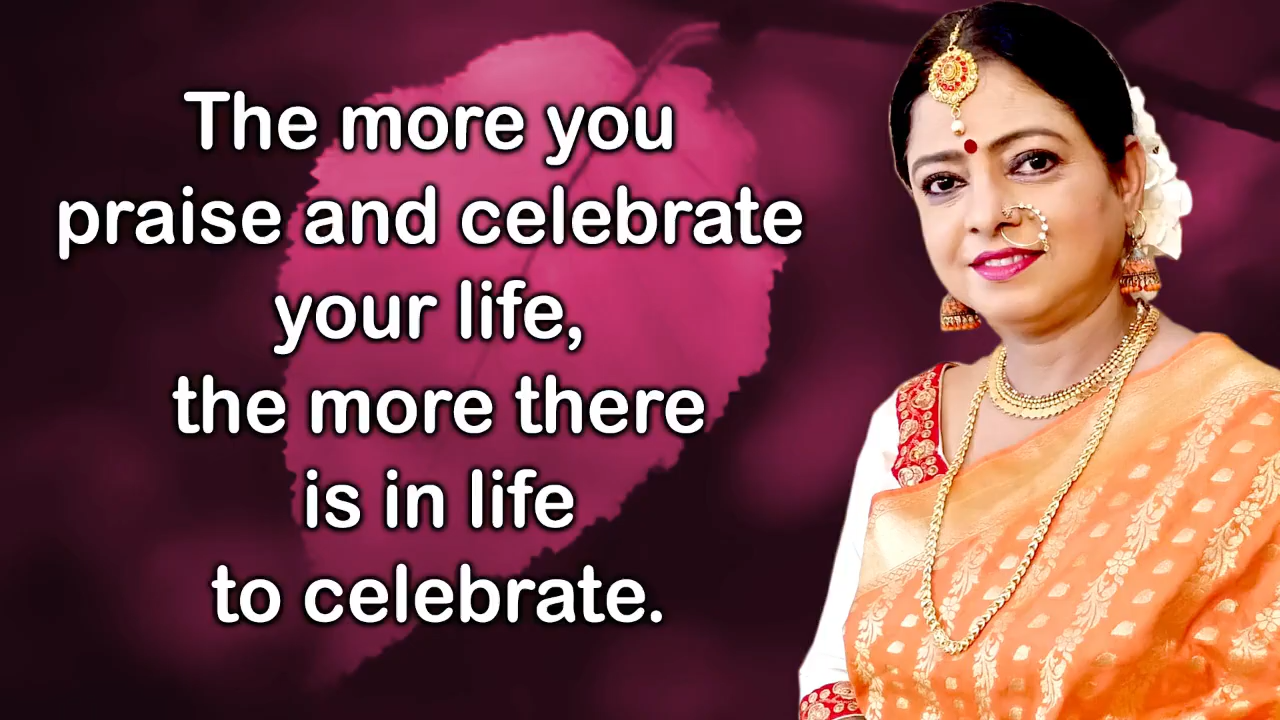 The more you
praise and celebrate
your life,
the more there
is in life
to celebrate.